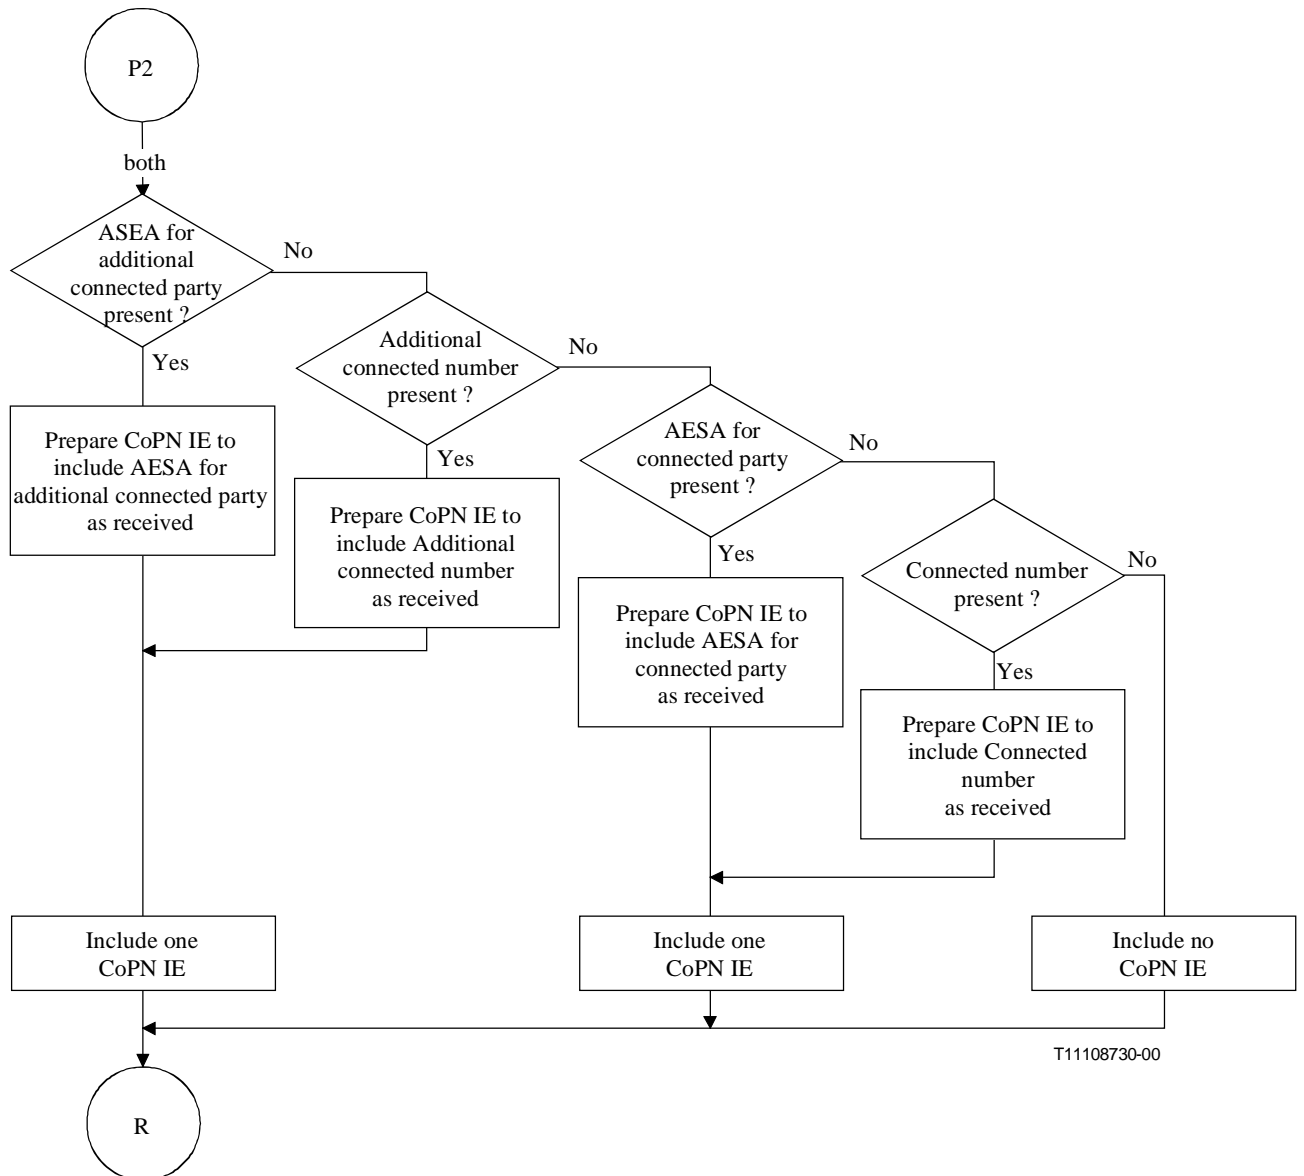 P2
both
ASEA for
additional
connected party
present ?
No
Yes
Additional
connected number
present ?
No
Yes
Prepare CoPN IE to
include AESA for
additional connected party
as received
AESA for
connected party
present ?
No
Yes
Prepare CoPN IE to
include Additional
connected number
as received
Connected number
present ?
No
Yes
Prepare CoPN IE to
include AESA for
connected party
as received
Prepare CoPN IE to
include Connected
number
as received
Include one
CoPN IE
Include one
CoPN IE
Include no
CoPN IE
T11108730-00
R